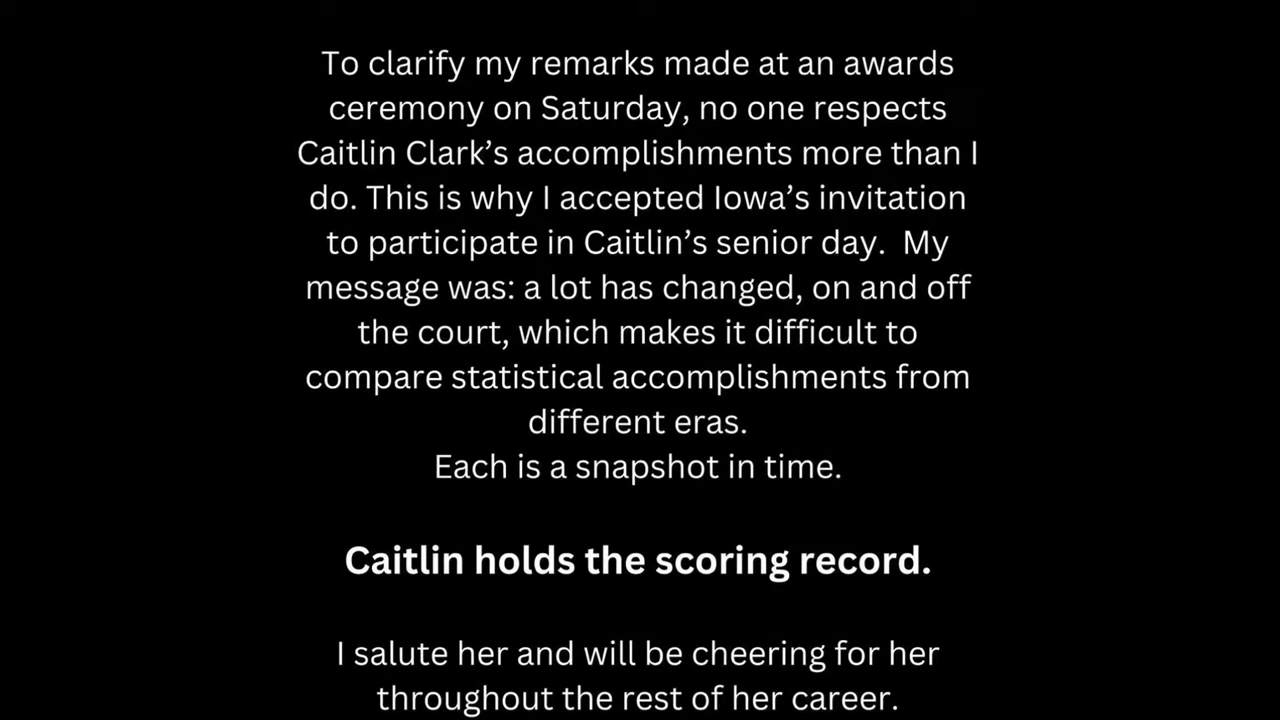 To clarify my remarks made at an awards
ceremony on Saturday, no one respects
Caitlin Clark’s accomplishments more than I
do. This is why I accepted Iowa’s invitation
to participate in Caitlin’s senior day.  My
message was: a lot has changed, on and off
the court, which makes it difficult to
compare statistical accomplishments from
different eras.
Each is a snapshot in time.
Caitlin holds the scoring record.
I salute her and will be cheering for her
throughout the rest of her career.